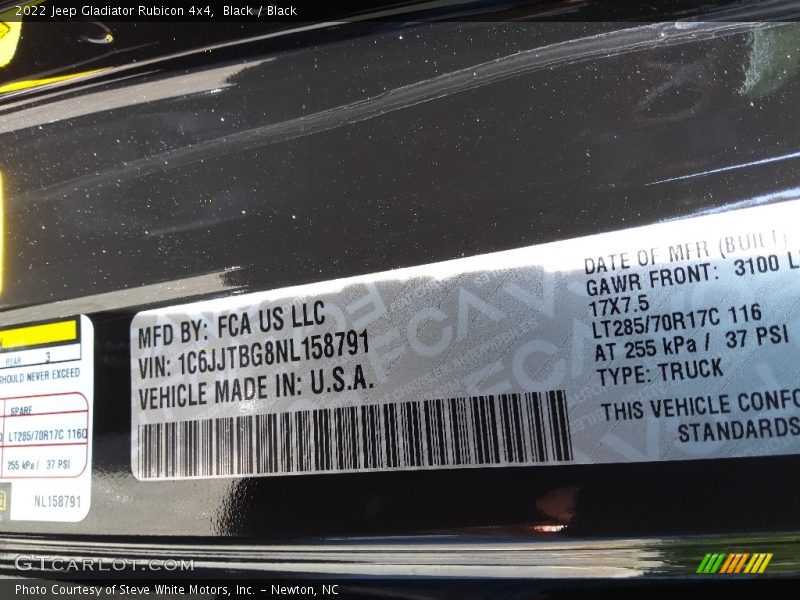 2022 Jeep Gladiator Rubicon 4x4, Black / Black
DATE OF MFR (BUILT)
GAWR FRONT: 3100 L
17X7.5
LT285/70R17C 116
AT 255 kPa / 37 PSI
TYPE: TRUCK
THIS VEHICLE CONFO
STANDARDS
MFD BY: FCA US LLC
VIN: 1C6JJTBG8NL158791
VEHICLE MADE IN: U.S.A.
REAR 3
SHOULD NEVER EXCEED
SPARE
LT285/70R17C 116Q
255 kPa / 37 PSI
NL158791
GTCARLOT.COM
Photo Courtesy of Steve White Motors, Inc. – Newton, NC